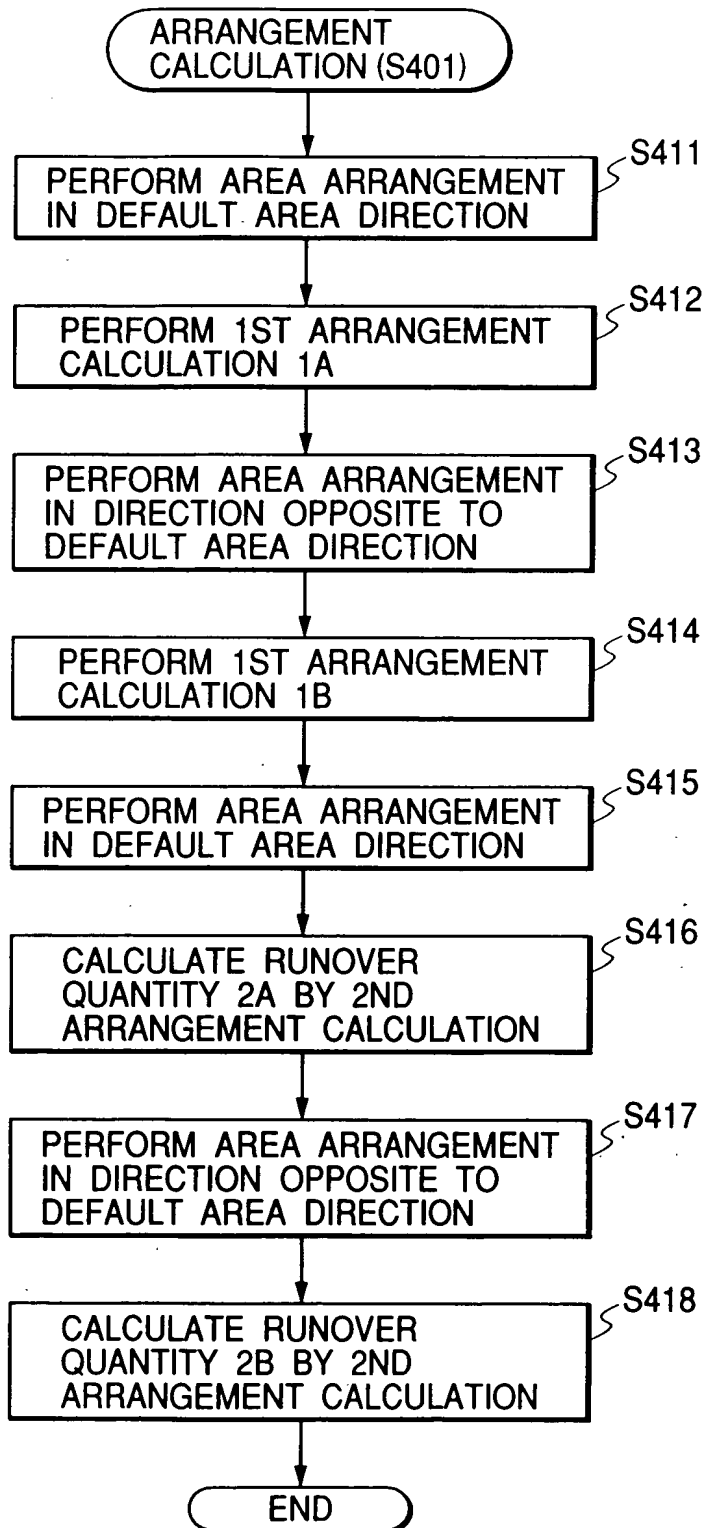 ARRANGEMENT
CALCULATION (S401)
S411
PERFORM AREA ARRANGEMENT
IN DEFAULT AREA DIRECTION
S412
PERFORM 1ST ARRANGEMENT
CALCULATION 1A
S413
PERFORM AREA ARRANGEMENT
IN DIRECTION OPPOSITE TO
DEFAULT AREA DIRECTION
S414
PERFORM 1ST ARRANGEMENT
CALCULATION 1B
S415
PERFORM AREA ARRANGEMENT
IN DEFAULT AREA DIRECTION
S416
CALCULATE RUNOVER
QUANTITY 2A BY 2ND
ARRANGEMENT CALCULATION
S417
PERFORM AREA ARRANGEMENT
IN DIRECTION OPPOSITE TO
DEFAULT AREA DIRECTION
S418
CALCULATE RUNOVER
QUANTITY 2B BY 2ND
ARRANGEMENT CALCULATION
END